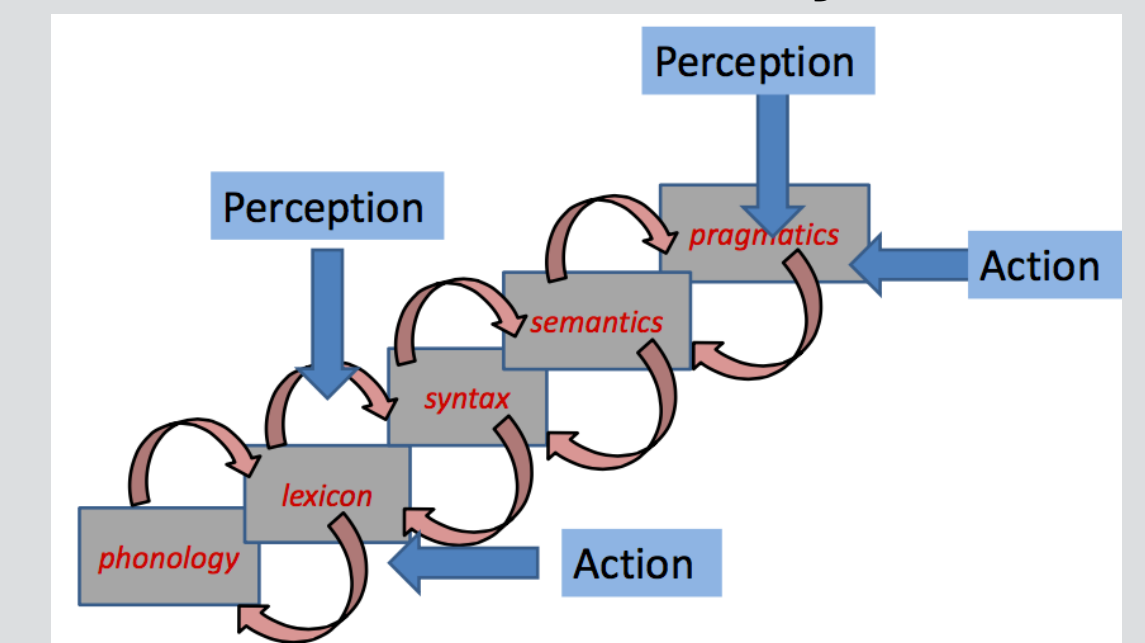 Perception
Perception
pragmatics
Action
semantics
syntax
lexicon
phonology
Action